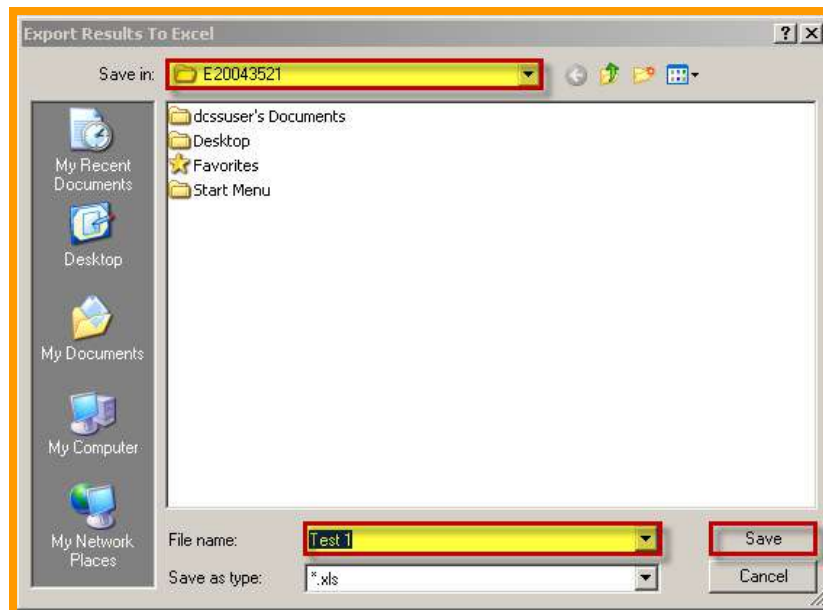 Export Results To Excel
Save in: E20043521
My Recent
Documents
Desktop
My Documents
My Computer
My Network
Places
dcssuser's Documents
Desktop
Favorites
Start Menu
File name: Test 1 Save
Save as type: *.xls Cancel